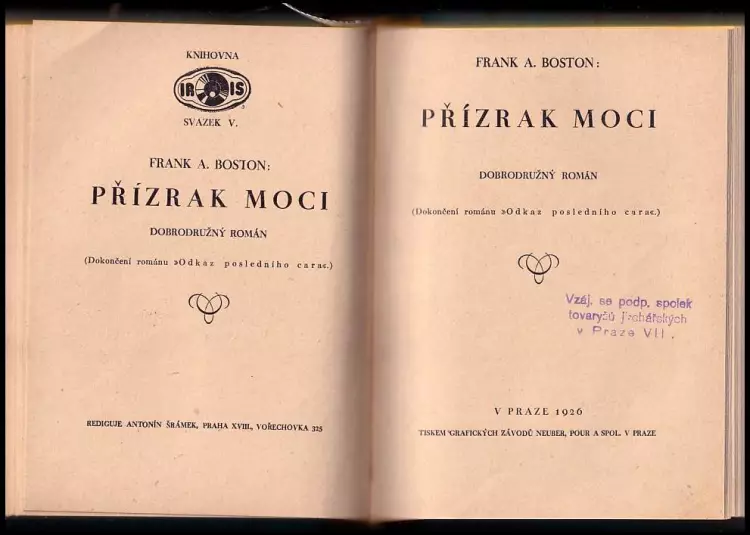 KNIHOVNA
IRIS
SVAZEK V.
FRANK A. BOSTON:
PŘÍZRAK MOCI
DOBRODRUŽNÝ ROMÁN
(Dokončení románu »Odkaz posledního cara«.)
REDIGUJE ANTONÍN ŠRÁMEK, PRAHA XVIII., VOŘECHOVKA 325
FRANK A. BOSTON:
PŘÍZRAK MOCI
DOBRODRUŽNÝ ROMÁN
(Dokončení románu »Odkaz posledního cara«.)
Vzáj. se podp. spolek
tovaryšů
v Praze VII.
V PRAZE 1926
TISKEM GRAFICKÝCH ZÁVODŮ NEUBER, POUR A SPOL. V PRAZE